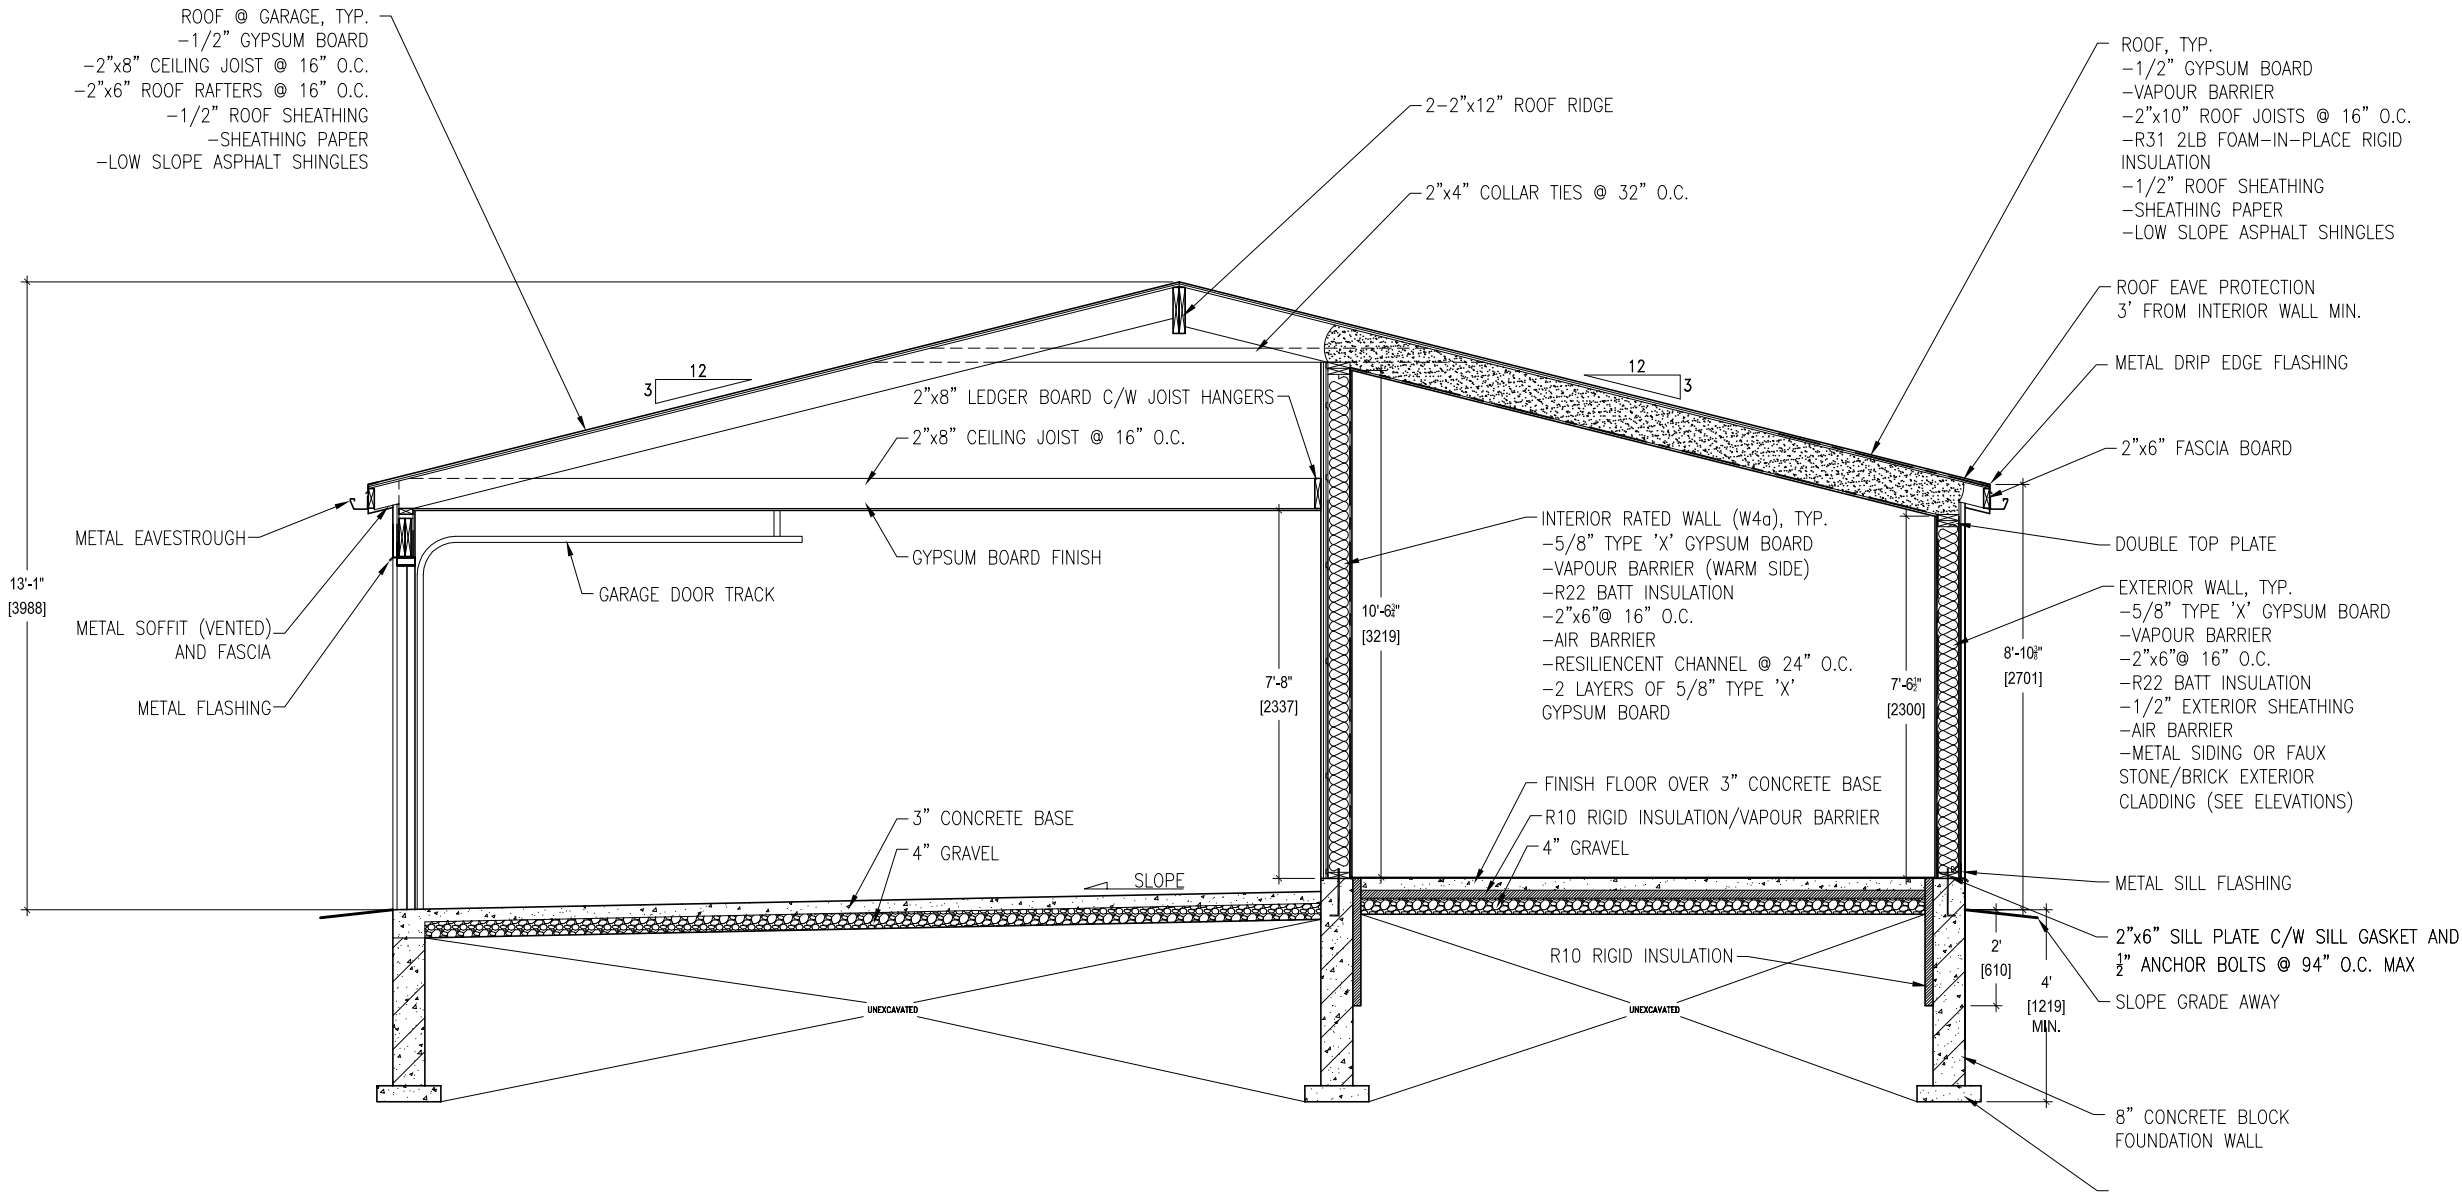 ROOF @ GARAGE, TYP.
-1/2" GYPSUM BOARD
-2"x8" CEILING JOIST @ 16" O.C.
-2"x6" ROOF RAFTERS @ 16" O.C.
-1/2" ROOF SHEATHING
-SHEATHING PAPER
-LOW SLOPE ASPHALT SHINGLES
2-2"x12" ROOF RIDGE
2"x4" COLLAR TIES @ 32" O.C.
ROOF, TYP.
-1/2" GYPSUM BOARD
-VAPOUR BARRIER
-2"x10" ROOF JOISTS @ 16" O.C.
-R31 2LB FOAM-IN-PLACE RIGID
INSULATION
-1/2" ROOF SHEATHING
-SHEATHING PAPER
-LOW SLOPE ASPHALT SHINGLES
ROOF EAVE PROTECTION
3' FROM INTERIOR WALL MIN.
METAL DRIP EDGE FLASHING
2"x6" FASCIA BOARD
12
3
12
3
2"x8" LEDGER BOARD C/W JOIST HANGERS
2"x8" CEILING JOIST @ 16" O.C.
GYPSUM BOARD FINISH
GARAGE DOOR TRACK
METAL EAVESTROUGH
13'-1"
[3988]
METAL SOFFIT (VENTED)
AND FASCIA
METAL FLASHING
7'-8"
[2337]
10'-6¾"
[3219]
INTERIOR RATED WALL (W4a), TYP.
-5/8" TYPE 'X' GYPSUM BOARD
-VAPOUR BARRIER (WARM SIDE)
-R22 BATT INSULATION
-2"x6"@ 16" O.C.
-AIR BARRIER
-RESILIENCENT CHANNEL @ 24" O.C.
-2 LAYERS OF 5/8" TYPE 'X'
GYPSUM BOARD
7'-6½"
[2300]
8'-10⅜"
[2701]
DOUBLE TOP PLATE
EXTERIOR WALL, TYP.
-5/8" TYPE 'X' GYPSUM BOARD
-VAPOUR BARRIER
-2"x6"@ 16" O.C.
-R22 BATT INSULATION
-1/2" EXTERIOR SHEATHING
-AIR BARRIER
-METAL SIDING OR FAUX
STONE/BRICK EXTERIOR
CLADDING (SEE ELEVATIONS)
3" CONCRETE BASE
4" GRAVEL
SLOPE
FINISH FLOOR OVER 3" CONCRETE BASE
R10 RIGID INSULATION/VAPOUR BARRIER
4" GRAVEL
METAL SILL FLASHING
2"x6" SILL PLATE C/W SILL GASKET AND
½" ANCHOR BOLTS @ 94" O.C. MAX
SLOPE GRADE AWAY
R10 RIGID INSULATION
2'
[610]
4'
[1219]
MIN.
UNEXCAVATED
UNEXCAVATED
8" CONCRETE BLOCK
FOUNDATION WALL